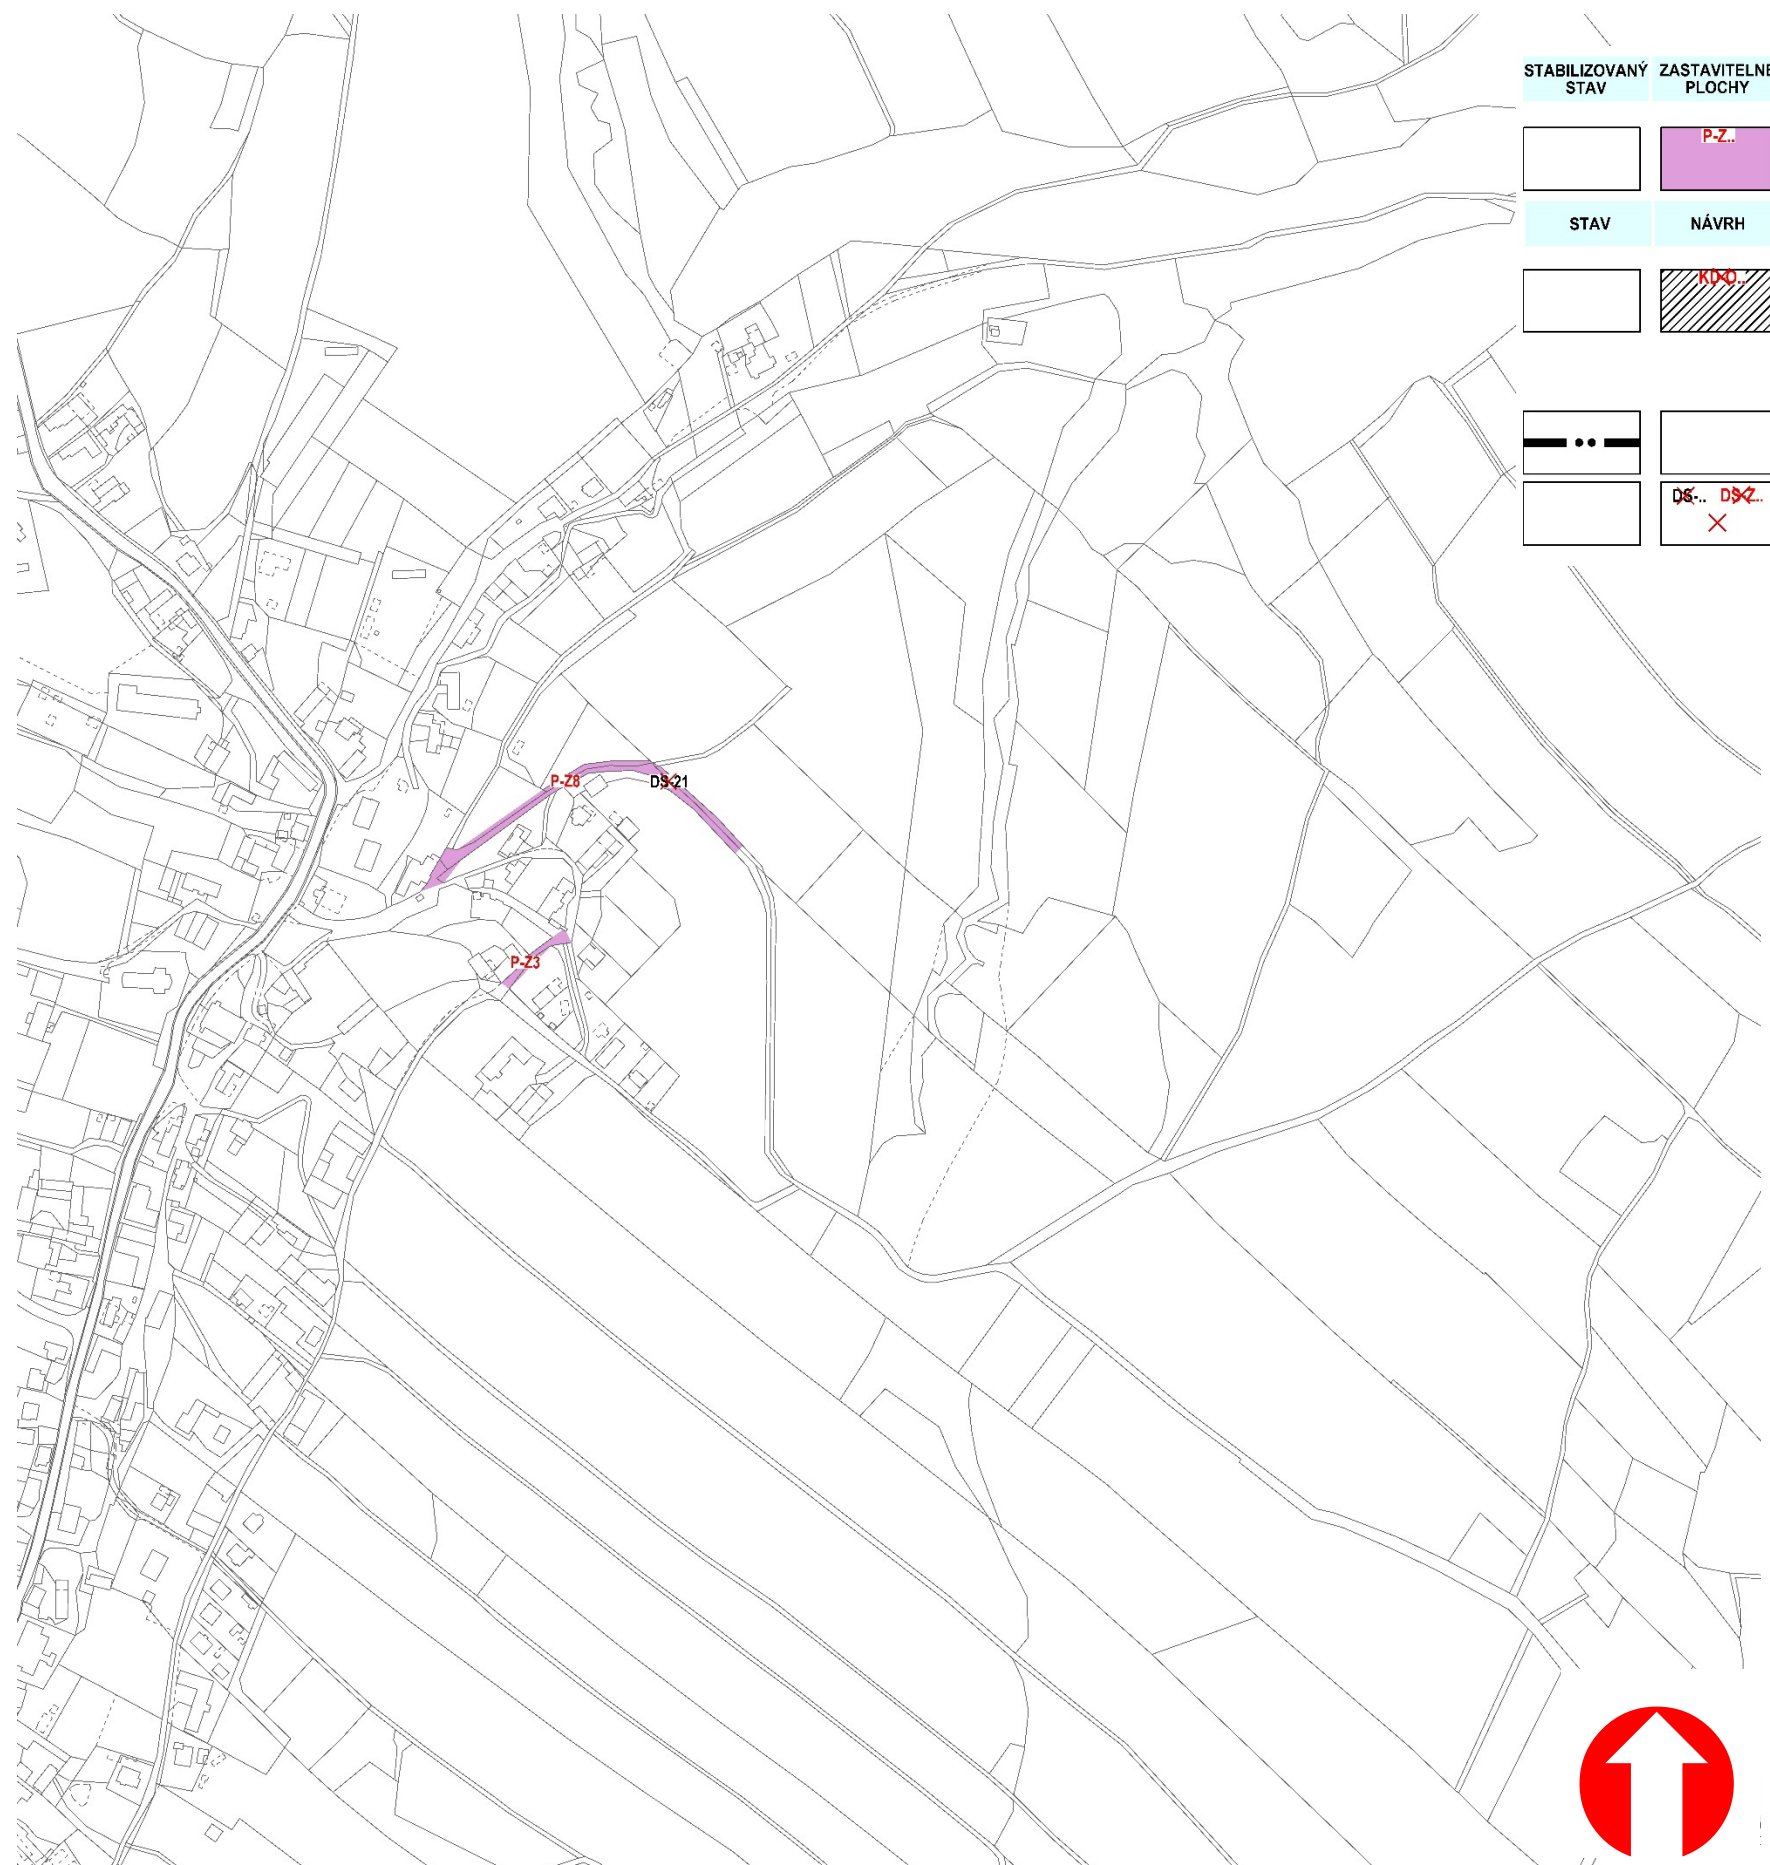 STABILIZOVANÝ STAV
ZASTAVITELNÉ PLOCHY
P-Z..
STAV
NÁVRH
KD-O..
DS-.. DS-Z..
P-Z8
DS-21
P-Z3